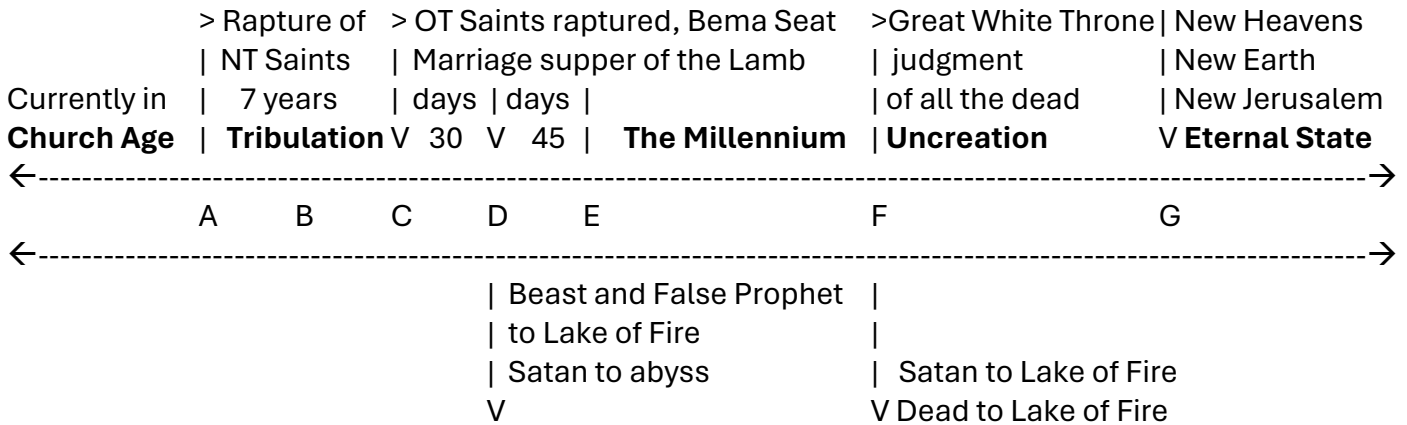 > Rapture of > OT Saints raptured, Bema Seat >Great White Throne | New Heavens
| NT Saints | Marriage supper of the Lamb | judgment | New Earth
Currently in | 7 years | days | days | | of all the dead | New Jerusalem
Church Age | Tribulation V 30 V 45 | The Millennium | Uncreation V Eternal State
←-----------------------------------------------------------------------------------------------→
A B C D E F G
←-----------------------------------------------------------------------------------------------→
| Beast and False Prophet |
| to Lake of Fire |
| Satan to abyss | Satan to Lake of Fire
V V Dead to Lake of Fire